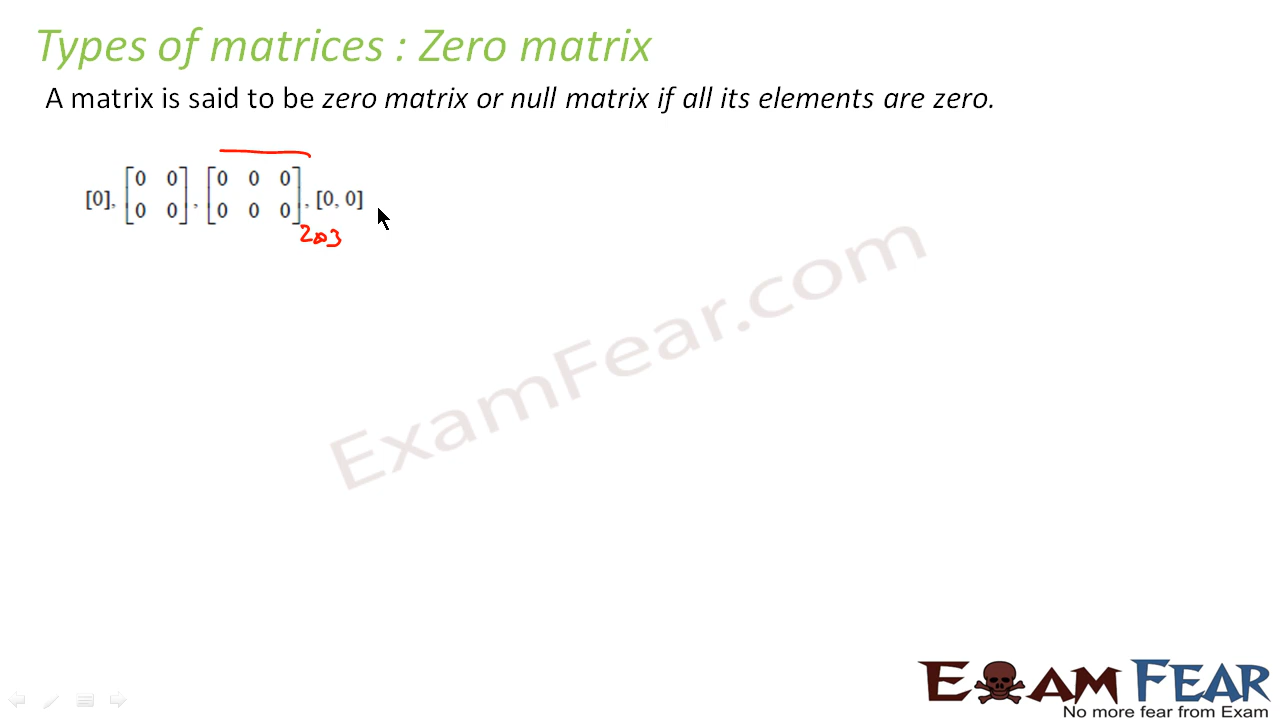 Types of matrices : Zero matrix
A matrix is said to be zero matrix or null matrix if all its elements are zero.
[0], [0 0
0 0], [0 0 0
0 0 0], [0, 0]
2×3
ExamFear.com
EXAM FEAR
No more fear from Exam